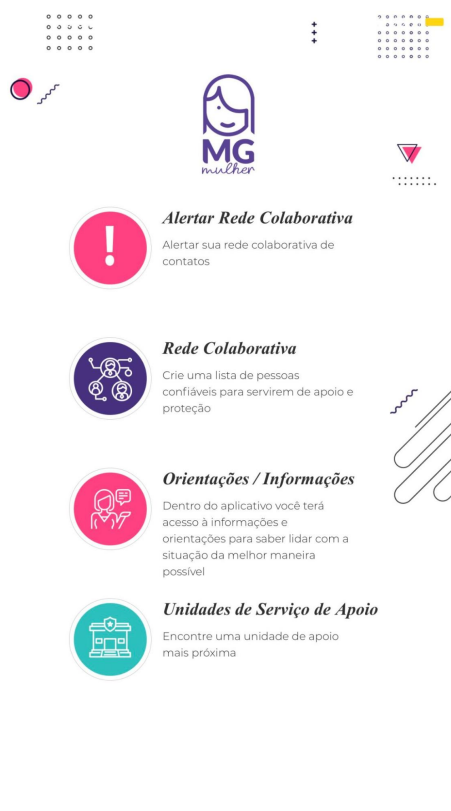 MG
mulher
Alertar Rede Colaborativa
Alertar sua rede colaborativa de
contatos
Rede Colaborativa
Crie uma lista de pessoas
confiáveis para servirem de apoio e
proteção
Orientações / Informações
Dentro do aplicativo você terá
acesso à informações e
orientações para saber lidar com a
situação da melhor maneira
possível
Unidades de Serviço de Apoio
Encontre uma unidade de apoio
mais próxima